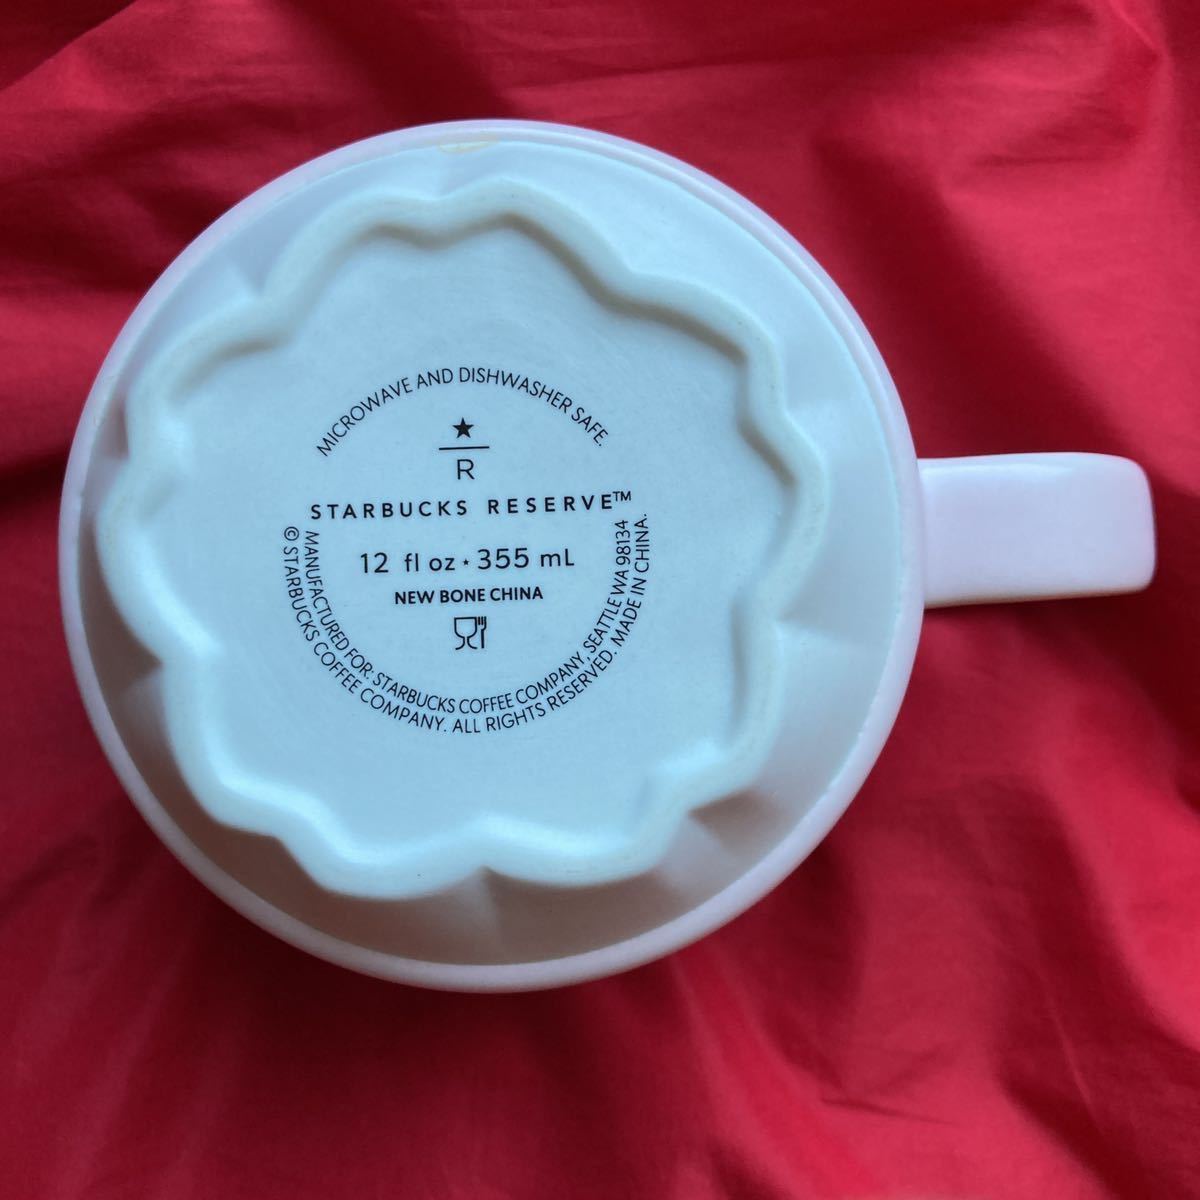 MICROWAVE AND DISHWASHER SAFE.
★
R
STARBUCKS RESERVE™
12 fl oz • 355 mL
NEW BONE CHINA
MANUFACTURED FOR: STARBUCKS COFFEE COMPANY, SEATTLE WA 98134
© STARBUCKS COFFEE COMPANY. ALL RIGHTS RESERVED. MADE IN CHINA.